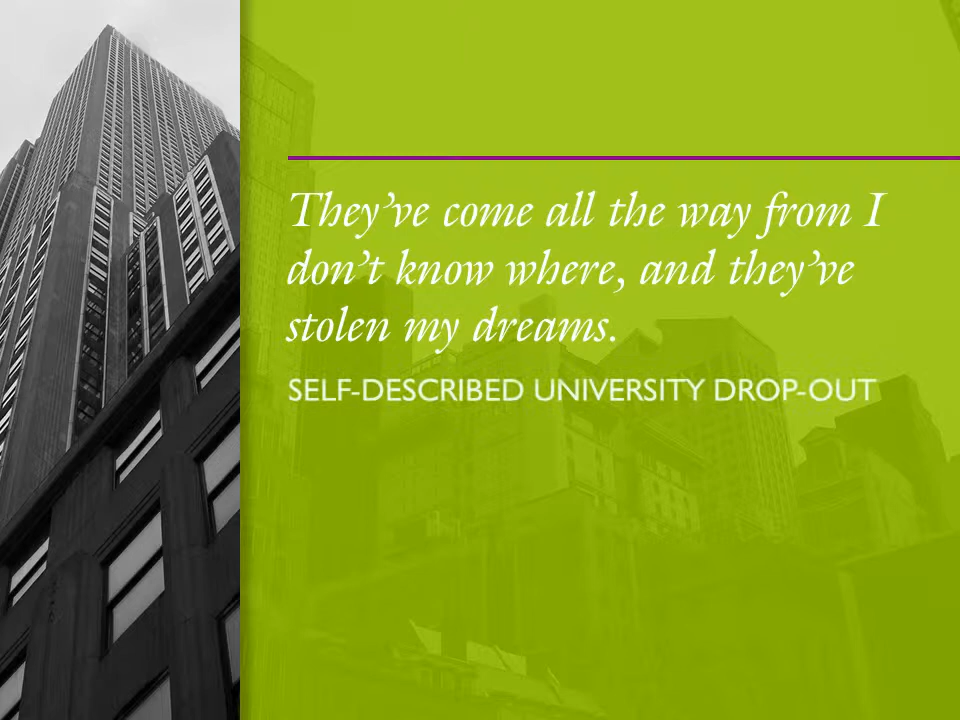 They’ve come all the way from I
don’t know where, and they’ve
stolen my dreams.
SELF-DESCRIBED UNIVERSITY DROP-OUT